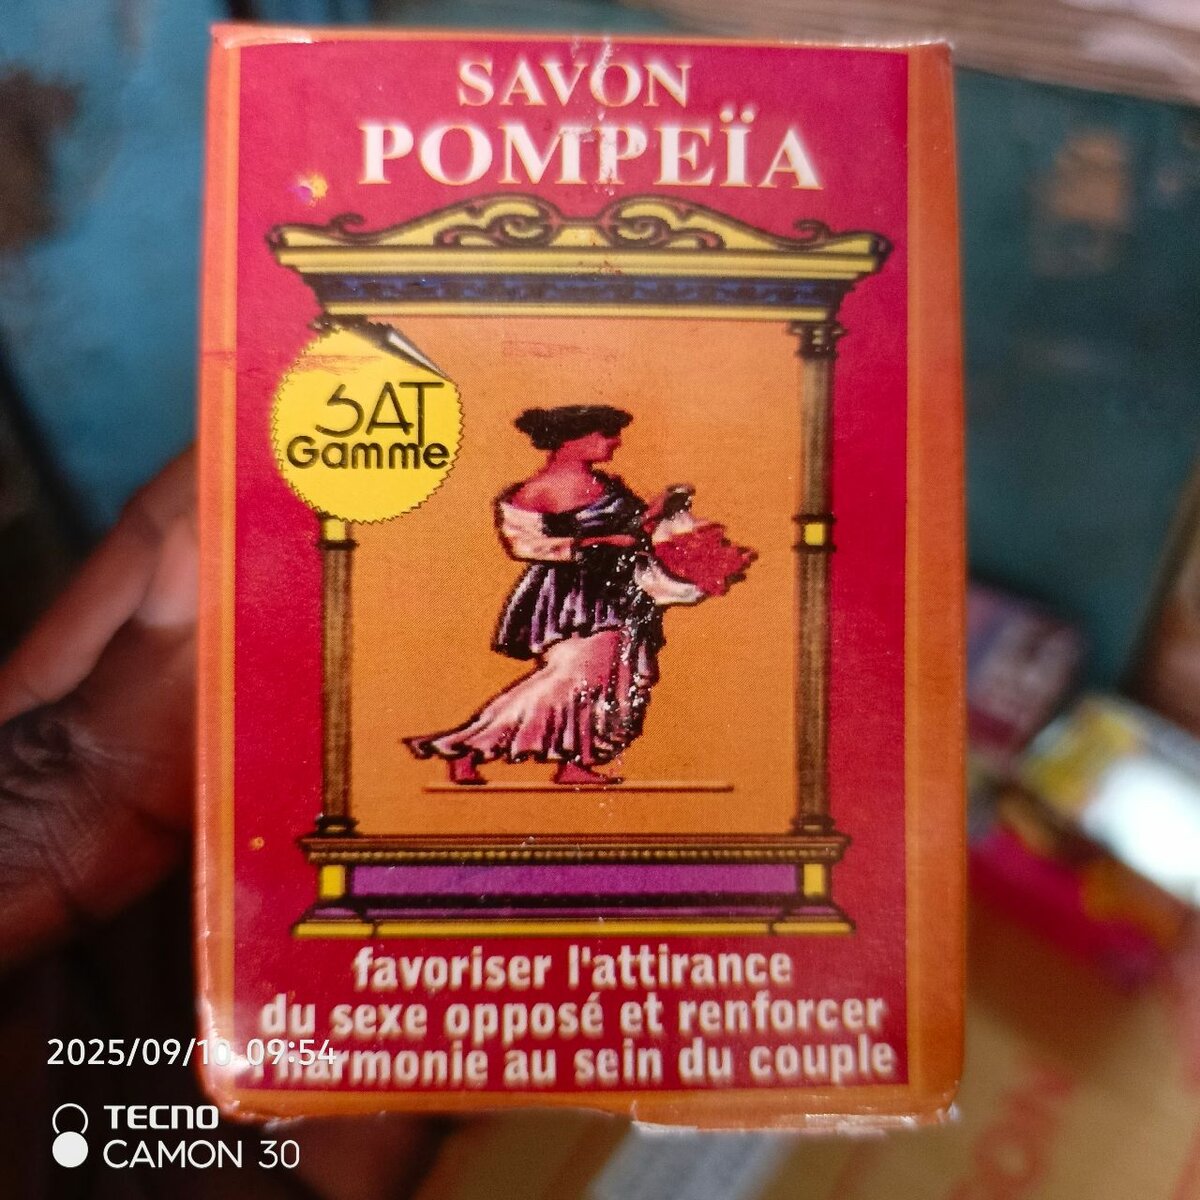 SAVON
POMPEÏA
SAT
Gamme
favoriser l'attirance
du sexe opposé et renforcer
l'harmonie au sein du couple
2025/09/10 09:54
TECNO
CAMON 30